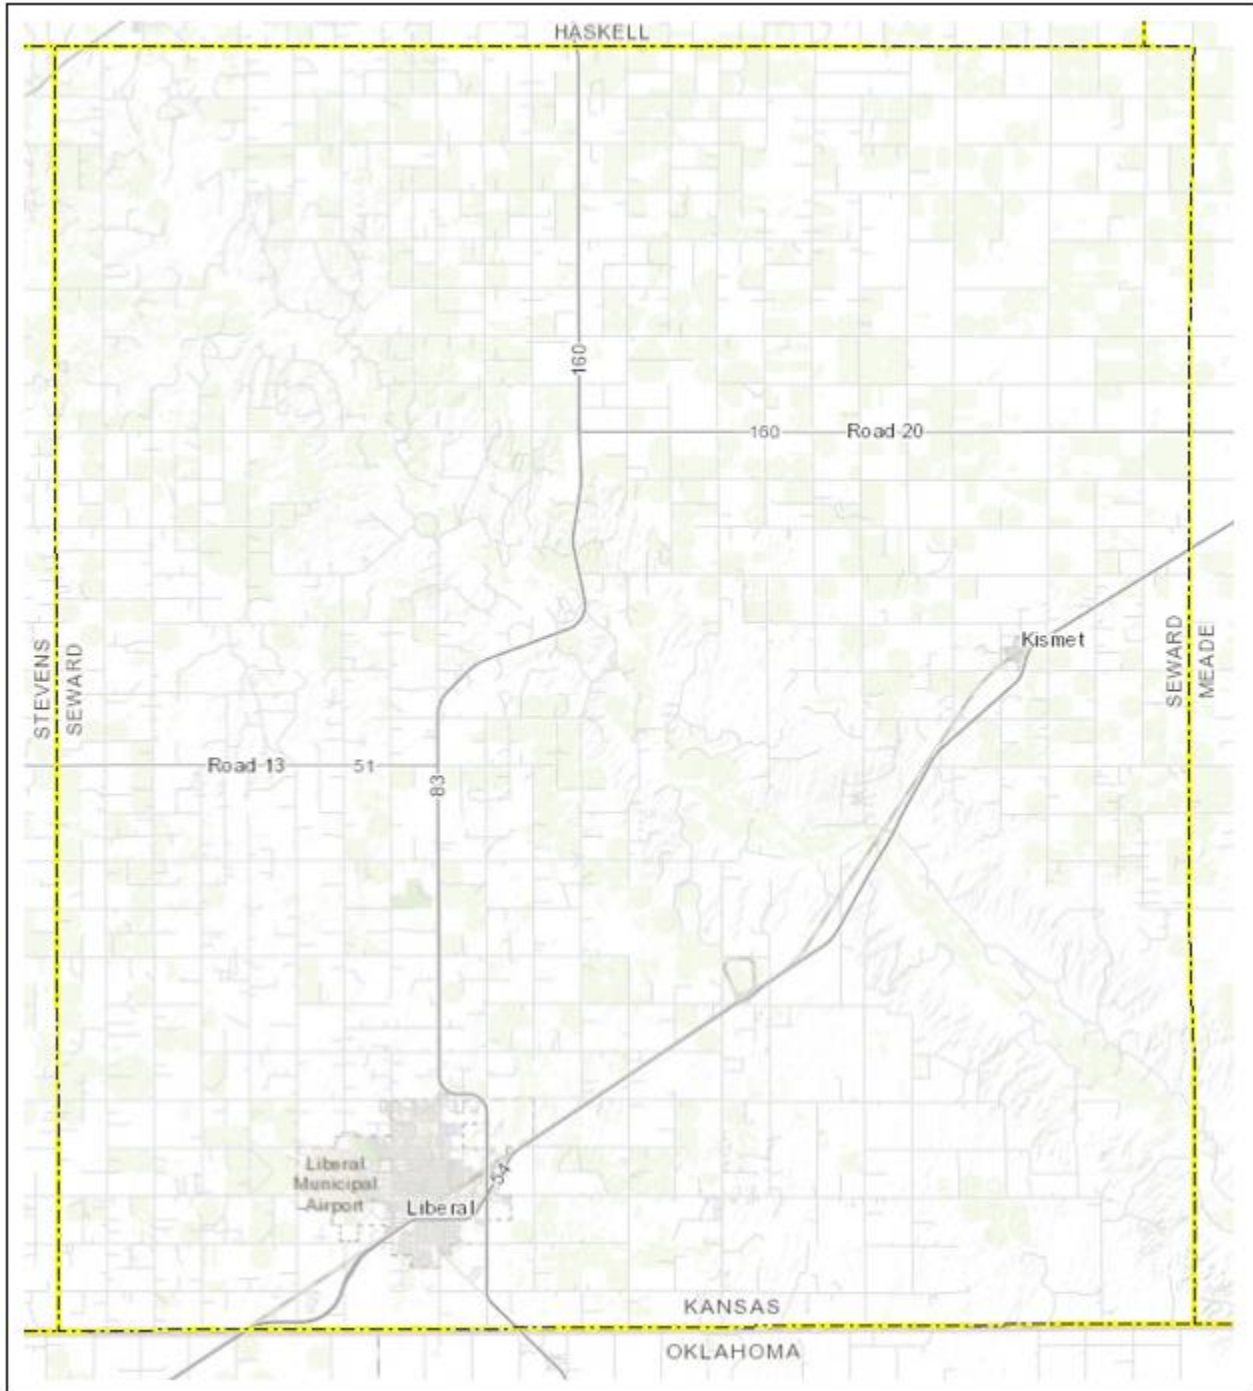 HASKELL
160
160
Road 20
Kismet
STEVENS
SEWARD
SEWARD
MEADE
Road 13
51
83
54
Liberal
Municipal
Airport
Liberal
KANSAS
OKLAHOMA